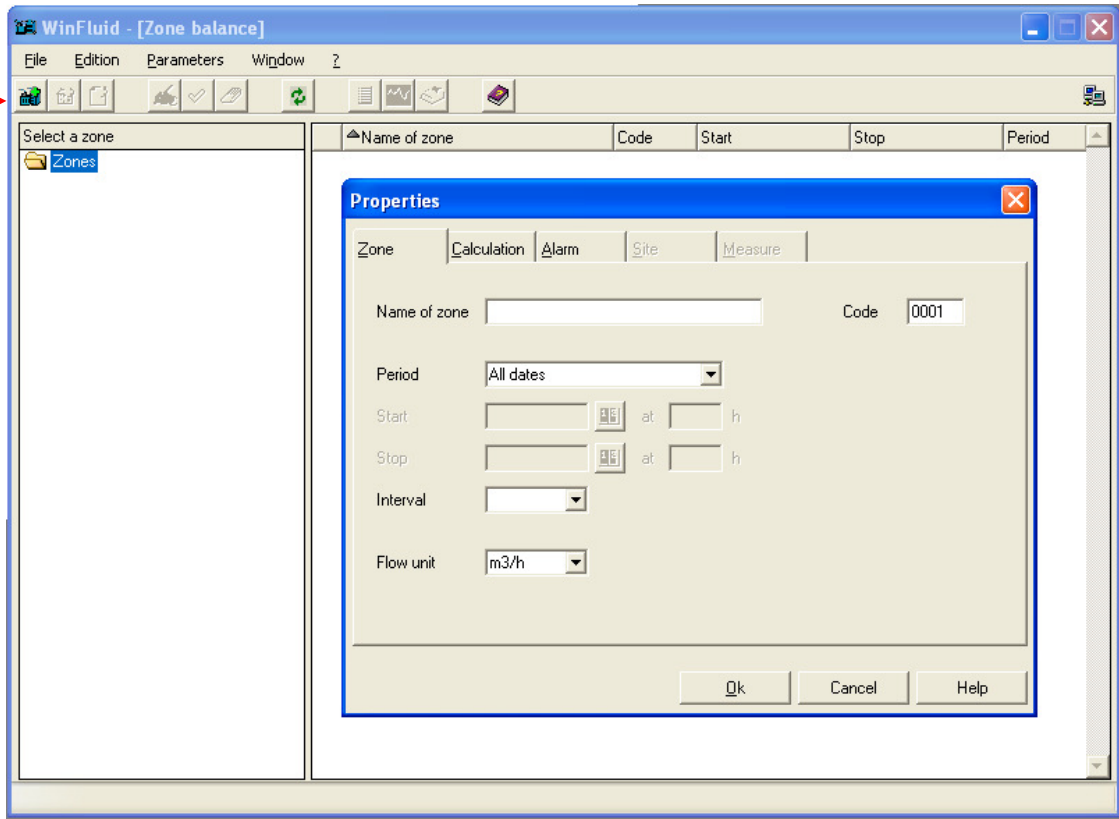 WinFluid - [Zone balance]
File Edition Parameters Window ?
Select a zone
Zones
Name of zone Code Start Stop Period
Properties
Zone Calculation Alarm Site Measure
Name of zone Code 0001
Period All dates
Start at h
Stop at h
Interval
Flow unit m3/h
Ok Cancel Help